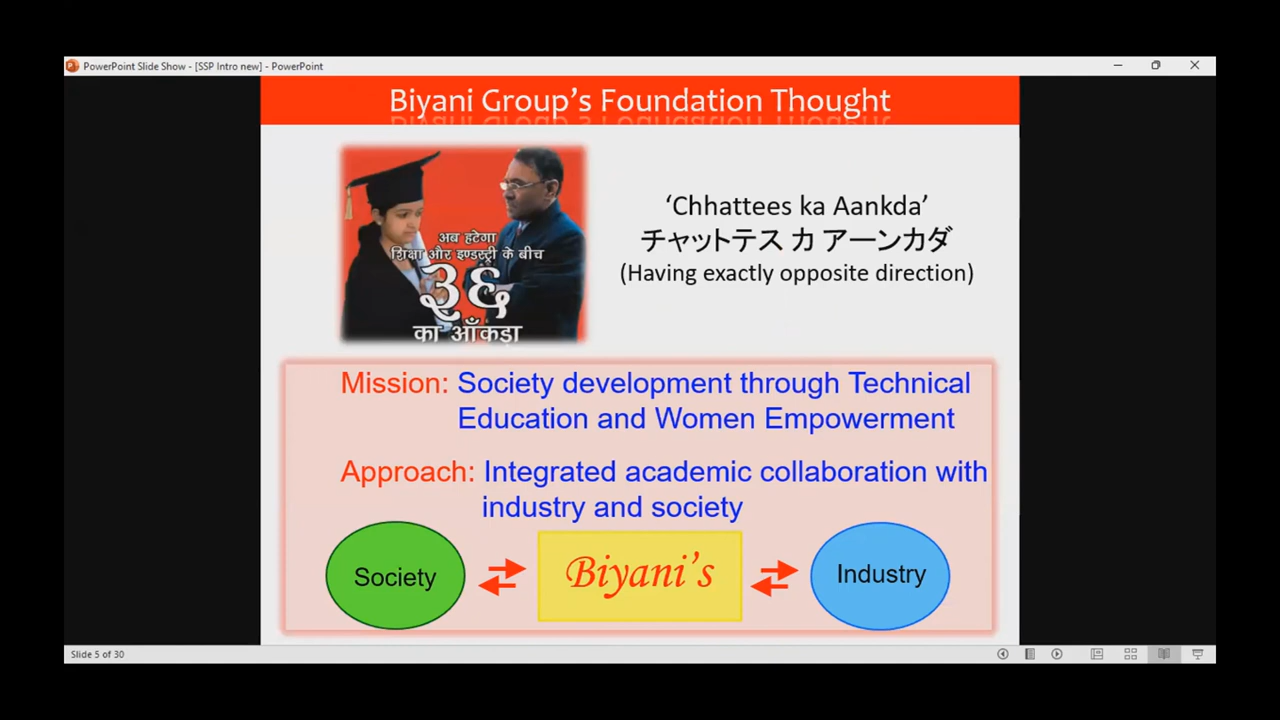 PowerPoint Slide Show - [SSP Intro new] - PowerPoint
Biyani Group's Foundation Thought
अब हटेगा
शिक्षा और इण्डस्ट्री के बीच
३६
का आँकड़ा
‘Chhattees ka Aankda’
チャットテス カ アーンカダ
(Having exactly opposite direction)
Mission: Society development through Technical
Education and Women Empowerment
Approach: Integrated academic collaboration with
industry and society
Society
Biyani's
Industry
Slide 5 of 30